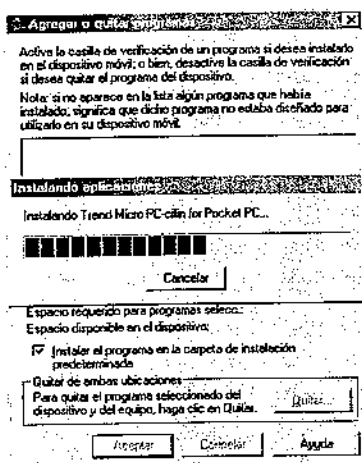 Agregar o quitar programas
Active la casilla de verificación de un programa si desea instalarlo
en el dispositivo móvil; o bien, desactive la casilla de verificación
si desea quitar el programa del dispositivo.
Nota: si no aparece en la lista algún programa que había
instalado, significa que dicho programa no estaba diseñado para
utilizarlo en su dispositivo móvil.
Instalando aplicaciones
Instalando Trend Micro PC-cillin for Pocket PC...
Cancelar
Espacio requerido para programas selecc.:
Espacio disponible en el dispositivo:
Instalar el programa en la carpeta de instalación
predeterminada
Quitar de ambas ubicaciones
Para quitar el programa seleccionado del
dispositivo y del equipo, haga clic en Quitar.
Quitar...
Aceptar
Cancelar
Ayuda